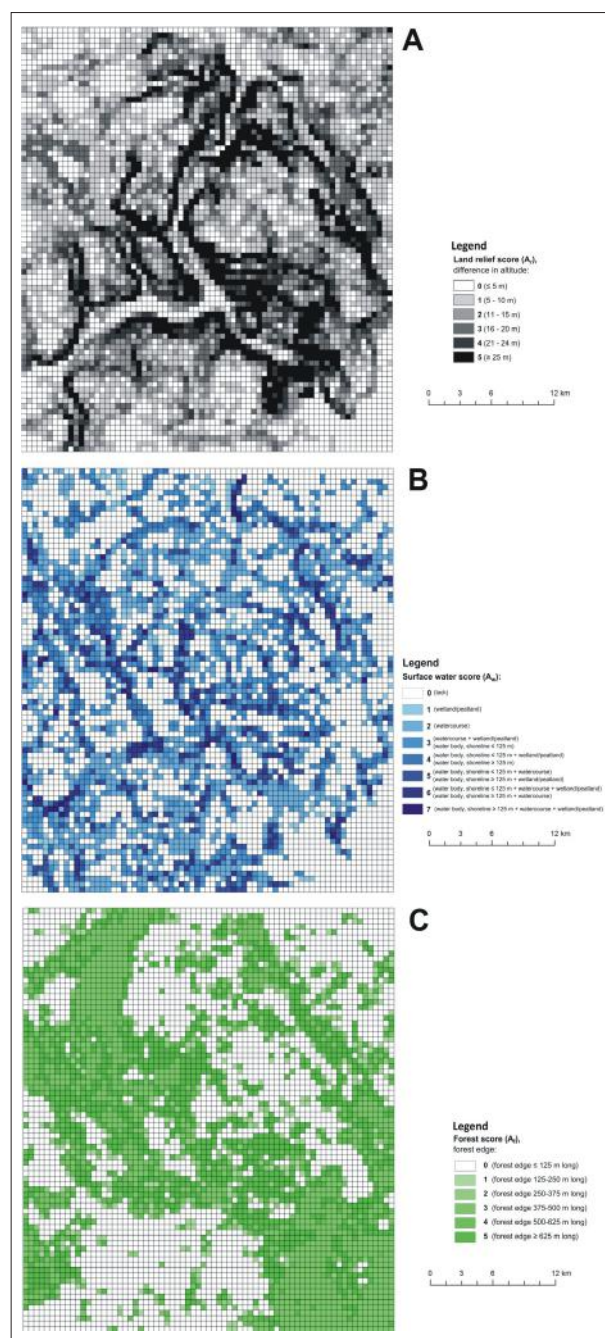 A
Legend
Land relief score (Ar),
difference in altitude:
0 (≤ 5 m)
1 (5 - 10 m)
2 (11 - 15 m)
3 (16 - 20 m)
4 (21 - 24 m)
5 (≥ 25 m)
0 3 6 12 km
B
Legend
Surface water score (Aw):
0 (lack)
1 (wetland/peatland)
2 (watercourse)
3 (watercourse + wetland/peatland)
(water body, shoreline ≤ 125 m)
4 (water body, shoreline ≤ 125 m + wetland/peatland)
(water body, shoreline ≥ 125 m)
5 (water body, shoreline ≤ 125 m + watercourse)
(water body, shoreline ≥ 125 m + wetland/peatland)
6 (water body, shoreline ≤ 125 m + watercourse + wetland/peatland)
(water body, shoreline ≥ 125 m + watercourse)
7 (water body, shoreline ≥ 125 m + watercourse + wetland/peatland)
0 3 6 12 km
C
Legend
Forest score (Af),
forest edge:
0 (forest edge ≤ 125 m long)
1 (forest edge 125-250 m long)
2 (forest edge 250-375 m long)
3 (forest edge 375-500 m long)
4 (forest edge 500-625 m long)
5 (forest edge ≥ 625 m long)
0 3 6 12 km